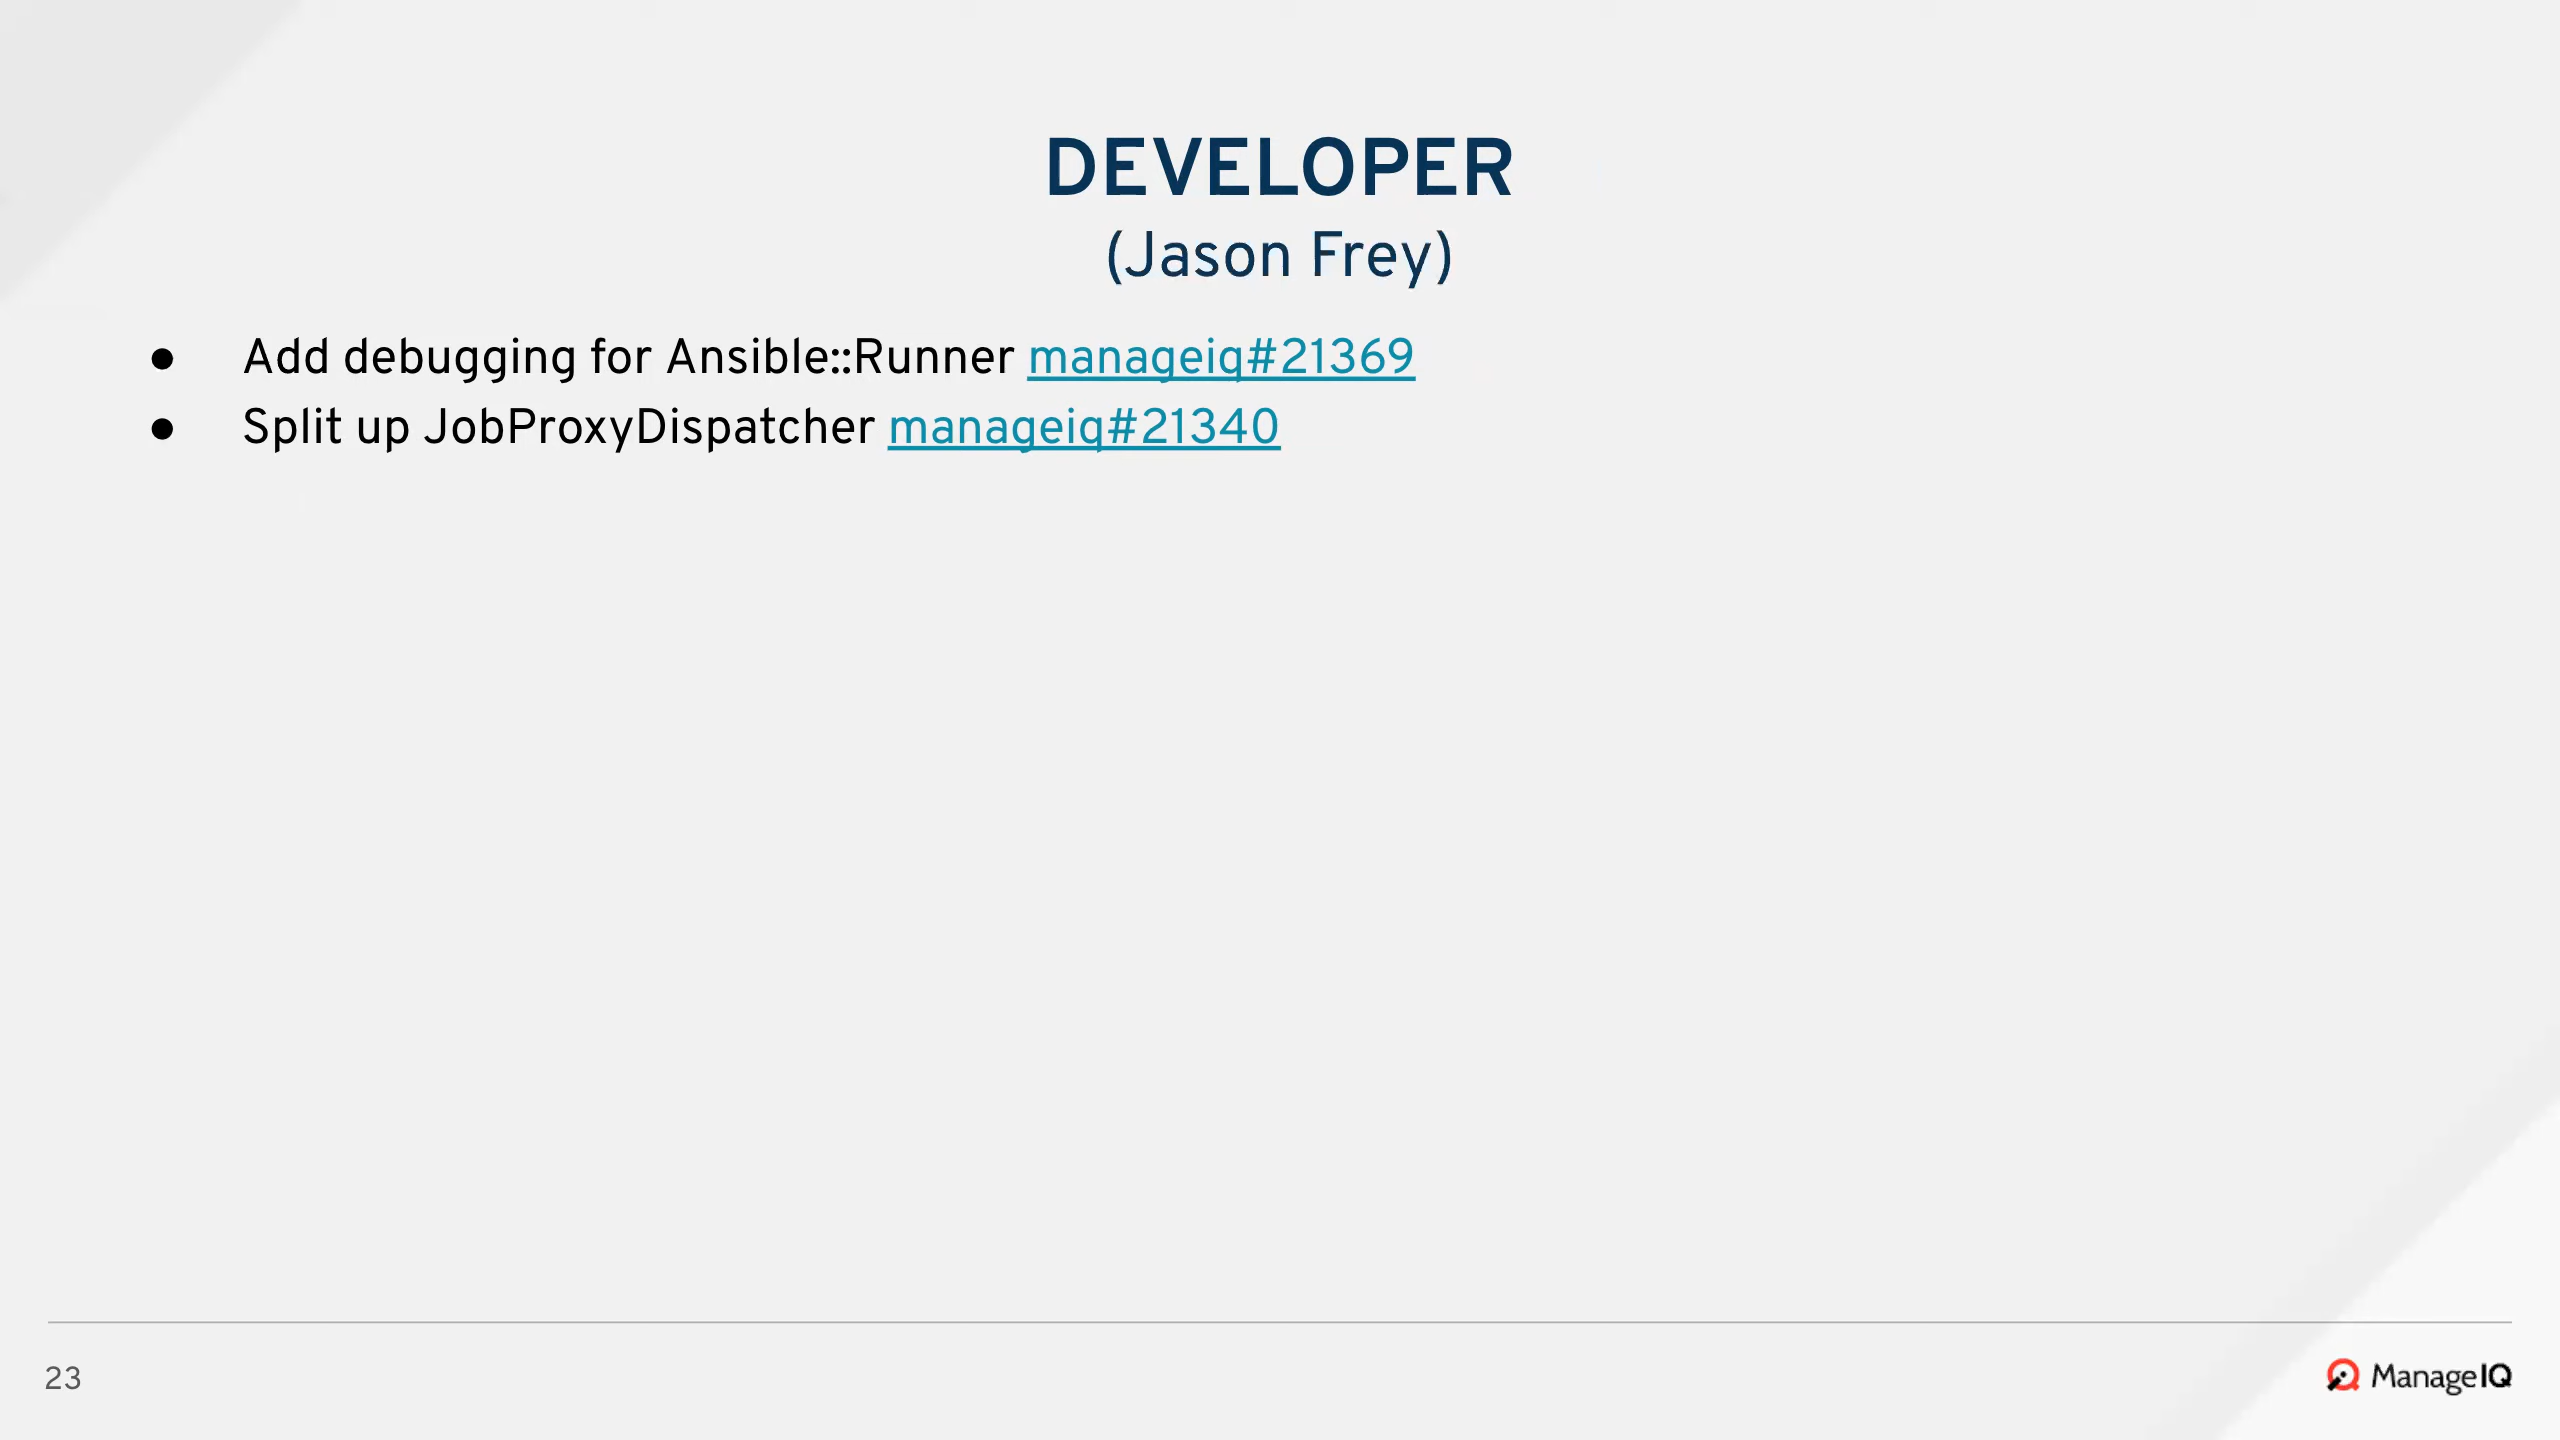 DEVELOPER
(Jason Frey)
● Add debugging for Ansible::Runner manageiq#21369
● Split up JobProxyDispatcher manageiq#21340
23
ManageIQ